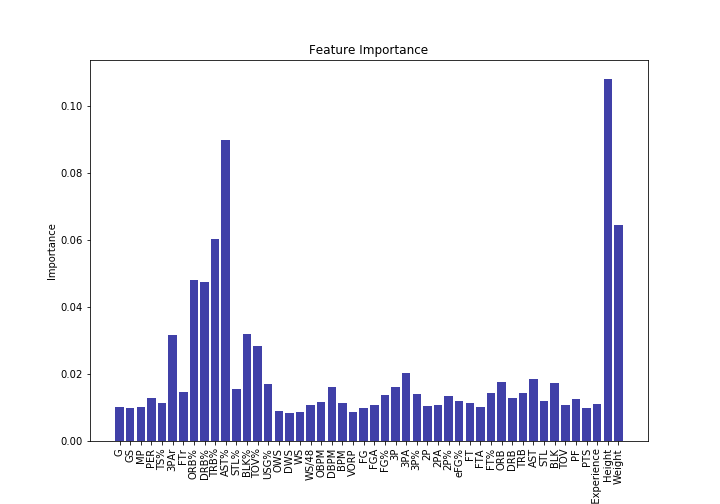 Feature Importance
Importance
0.10
0.08
0.06
0.04
0.02
0.00
G
GS
MP
PER
TS%
3PAr
FTr
ORB%
DRB%
TRB%
AST%
STL%
BLK%
TOV%
USG%
OWS
DWS
WS
WS/48
OBPM
DBPM
BPM
VORP
FG
FGA
FG%
3P
3PA
3P%
2P
2PA
2P%
eFG%
FT
FTA
FT%
ORB
DRB
TRB
AST
STL
BLK
TOV
PF
PTS
Experience
Height
Weight